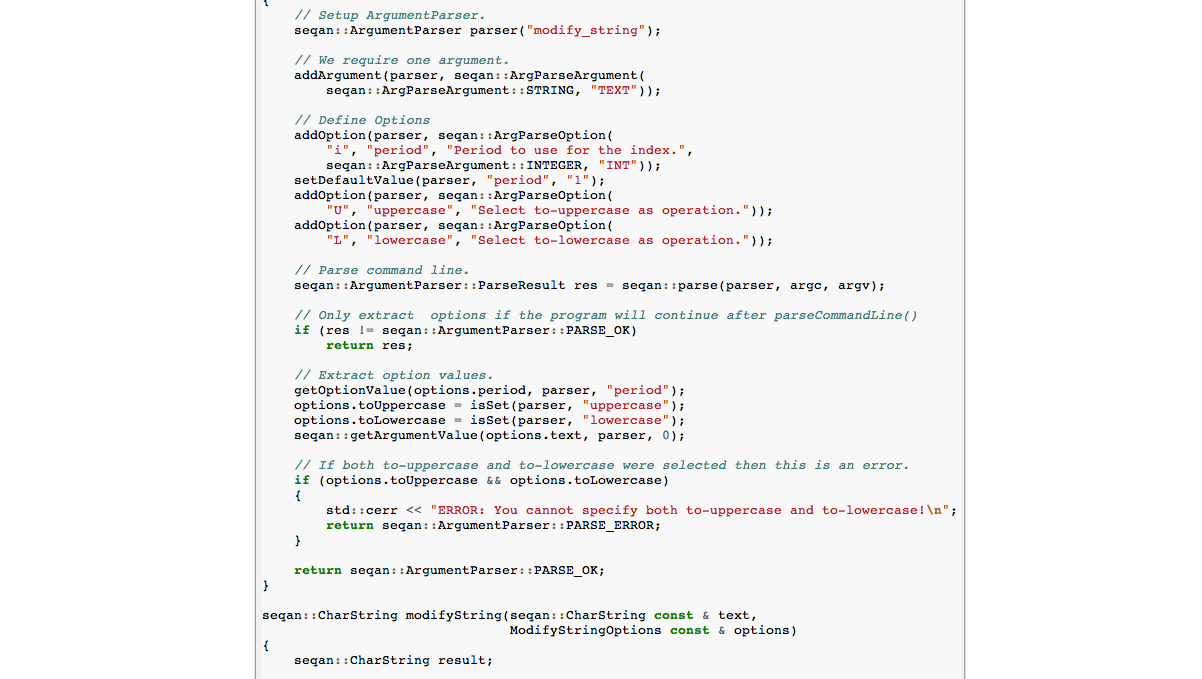 {
    // Setup ArgumentParser.
    seqan::ArgumentParser parser("modify_string");

    // We require one argument.
    addArgument(parser, seqan::ArgParseArgument(
        seqan::ArgParseArgument::STRING, "TEXT"));

    // Define Options
    addOption(parser, seqan::ArgParseOption(
        "i", "period", "Period to use for the index.",
        seqan::ArgParseArgument::INTEGER, "INT"));
    setDefaultValue(parser, "period", "1");
    addOption(parser, seqan::ArgParseOption(
        "U", "uppercase", "Select to-uppercase as operation."));
    addOption(parser, seqan::ArgParseOption(
        "L", "lowercase", "Select to-lowercase as operation."));

    // Parse command line.
    seqan::ArgumentParser::ParseResult res = seqan::parse(parser, argc, argv);

    // Only extract  options if the program will continue after parseCommandLine()
    if (res != seqan::ArgumentParser::PARSE_OK)
        return res;

    // Extract option values.
    getOptionValue(options.period, parser, "period");
    options.toUppercase = isSet(parser, "uppercase");
    options.toLowercase = isSet(parser, "lowercase");
    seqan::getArgumentValue(options.text, parser, 0);

    // If both to-uppercase and to-lowercase were selected then this is an error.
    if (options.toUppercase && options.toLowercase)
    {
        std::cerr << "ERROR: You cannot specify both to-uppercase and to-lowercase!\n";
        return seqan::ArgumentParser::PARSE_ERROR;
    }

    return seqan::ArgumentParser::PARSE_OK;
}

seqan::CharString modifyString(seqan::CharString const & text,
                               ModifyStringOptions const & options)
{
    seqan::CharString result;